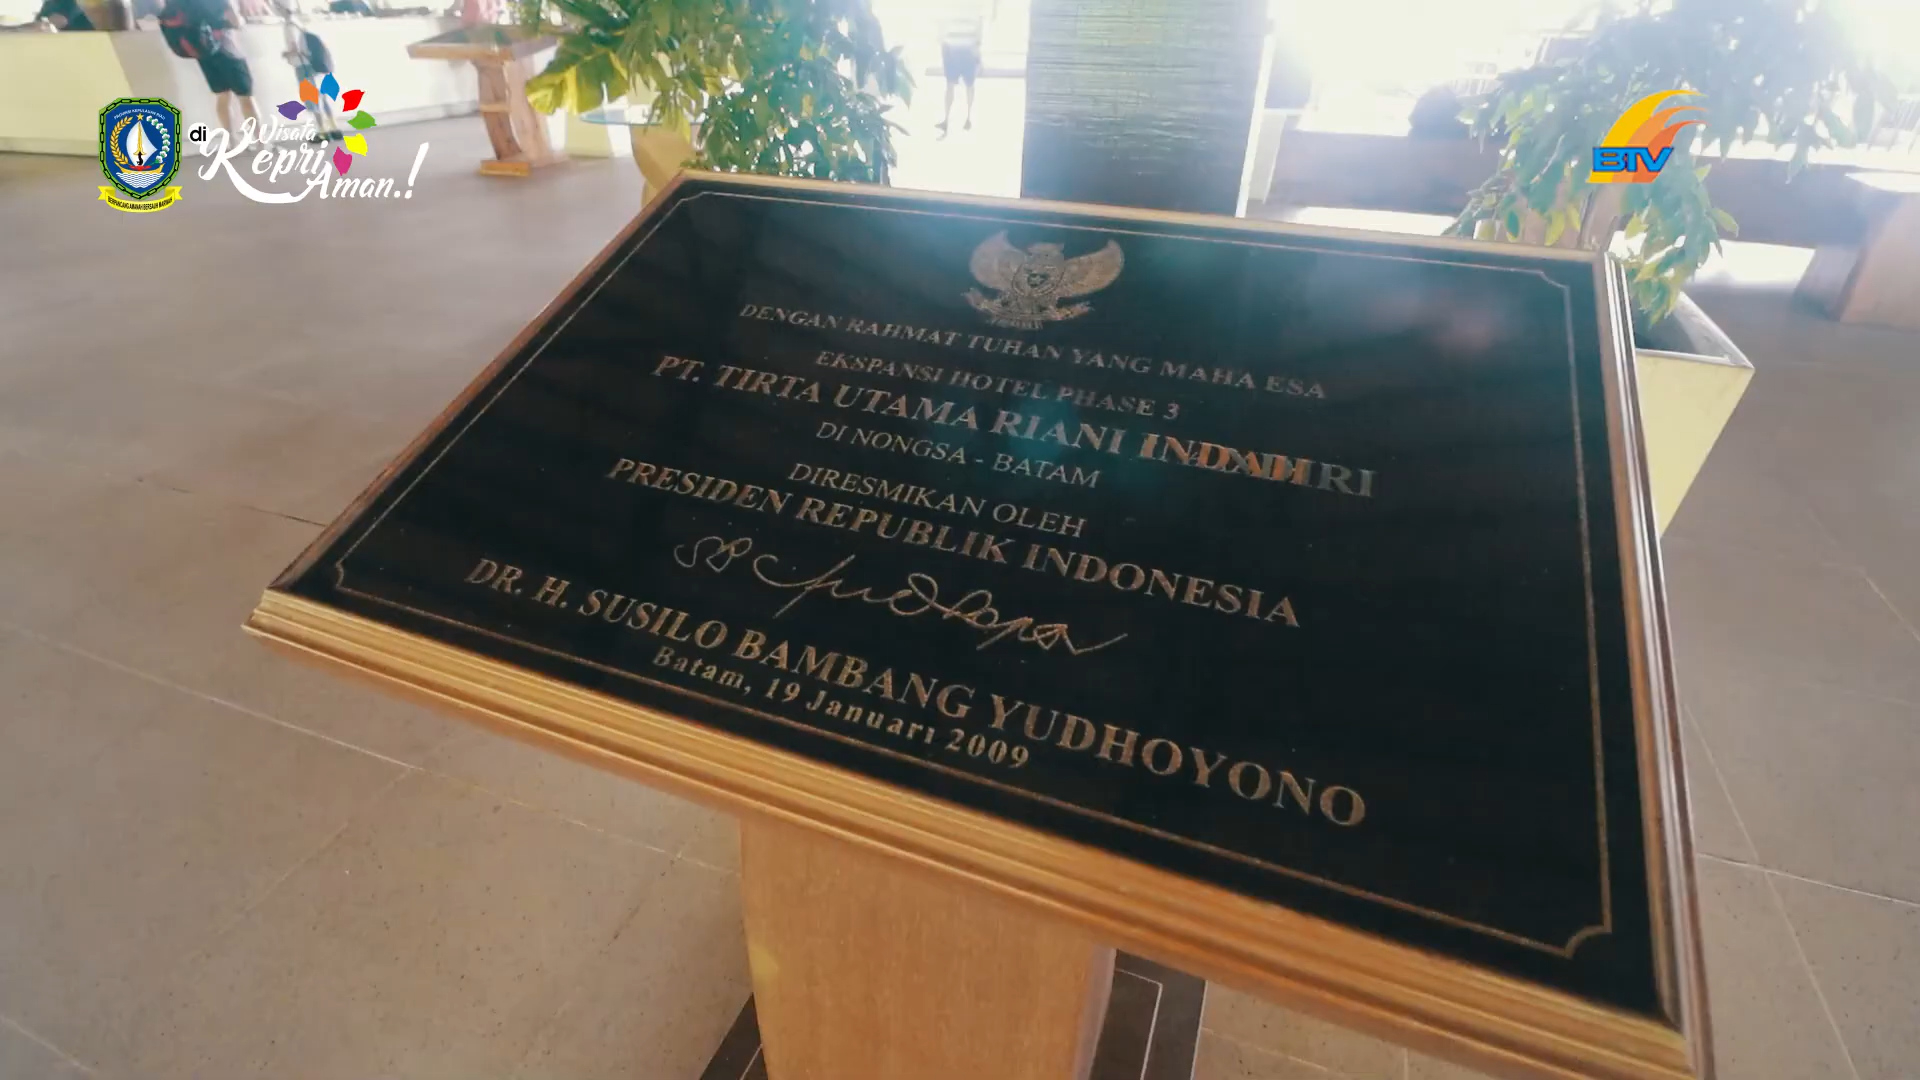 di Wisata
Kepri
Aman.!
BTV
DENGAN RAHMAT TUHAN YANG MAHA ESA
EKSPANSI HOTEL PHASE 3
PT. TIRTA UTAMA RIANI INDAH
DI NONGSA - BATAM
DIRESMIKAN OLEH
PRESIDEN REPUBLIK INDONESIA
DR. H. SUSILO BAMBANG YUDHOYONO
Batam, 19 Januari 2009